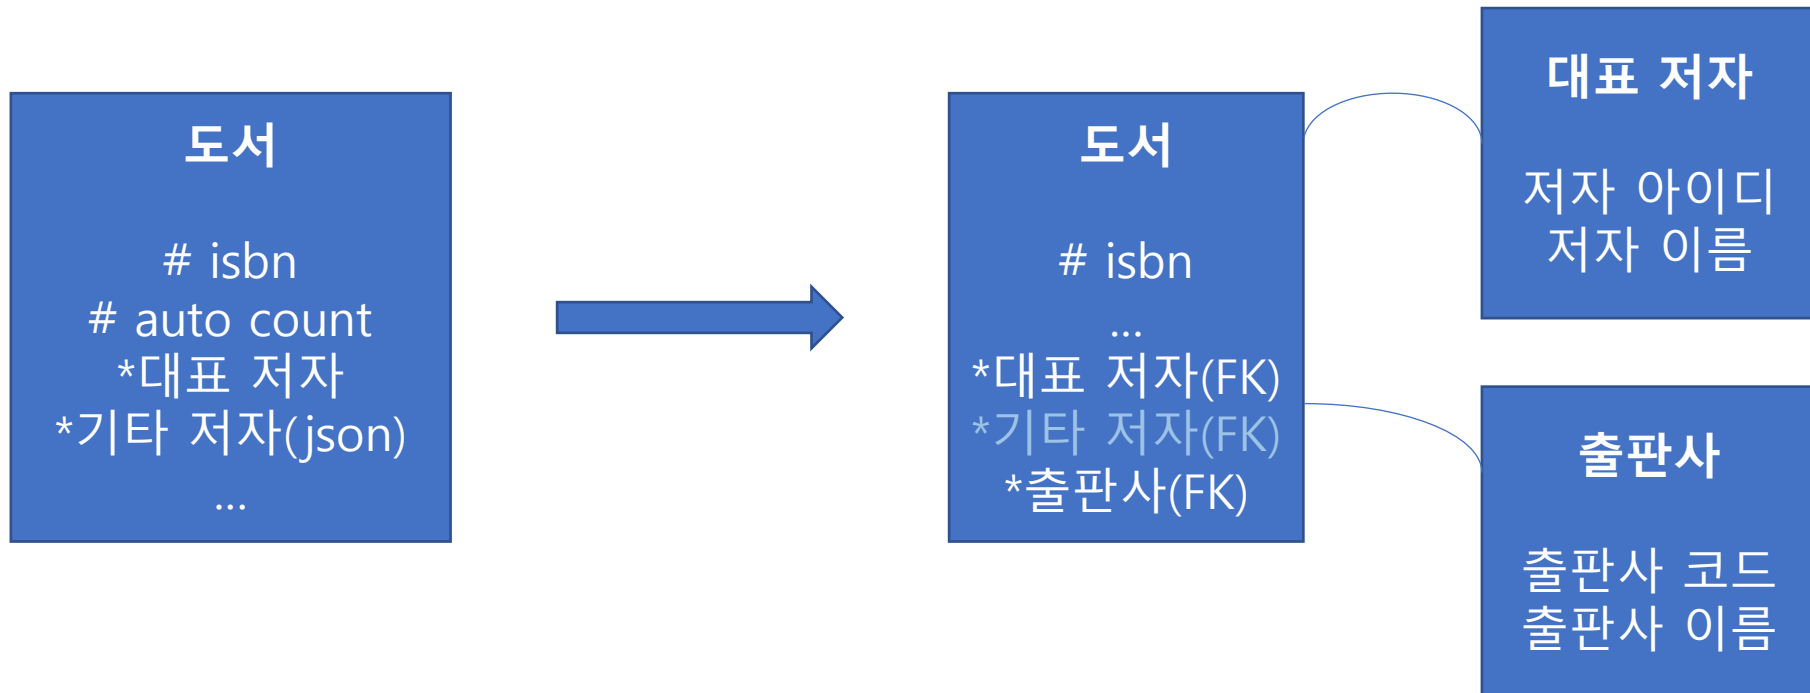 도서
# isbn
# auto count
*대표 저자
*기타 저자(json)
...
도서
# isbn
...
*대표 저자(FK)
*기타 저자(FK)
*출판사(FK)
대표 저자
저자 아이디
저자 이름
출판사
출판사 코드
출판사 이름